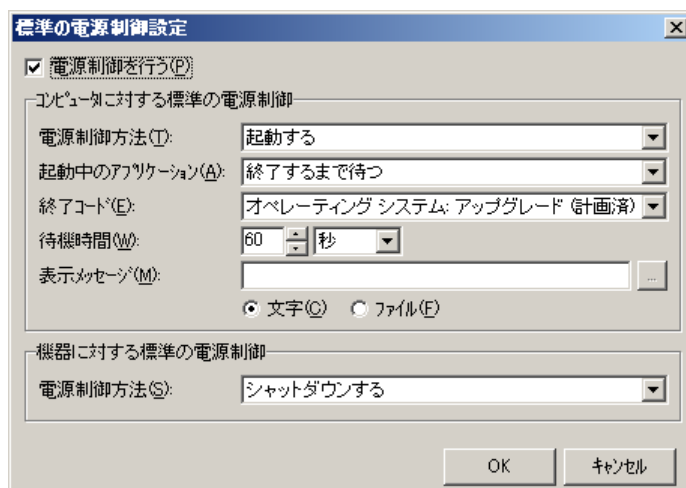 標準の電源制御設定
電源制御を行う(P)
コンピュータに対する標準の電源制御
電源制御方法(T): 起動する
起動中のアプリケーション(A): 終了するまで待つ
終了コード(E): オペレーティング システム: アップグレード (計画済)
待機時間(W): 60 秒
表示メッセージ(M): ...
文字(C) ファイル(F)
機器に対する標準の電源制御
電源制御方法(S): シャットダウンする
OK キャンセル